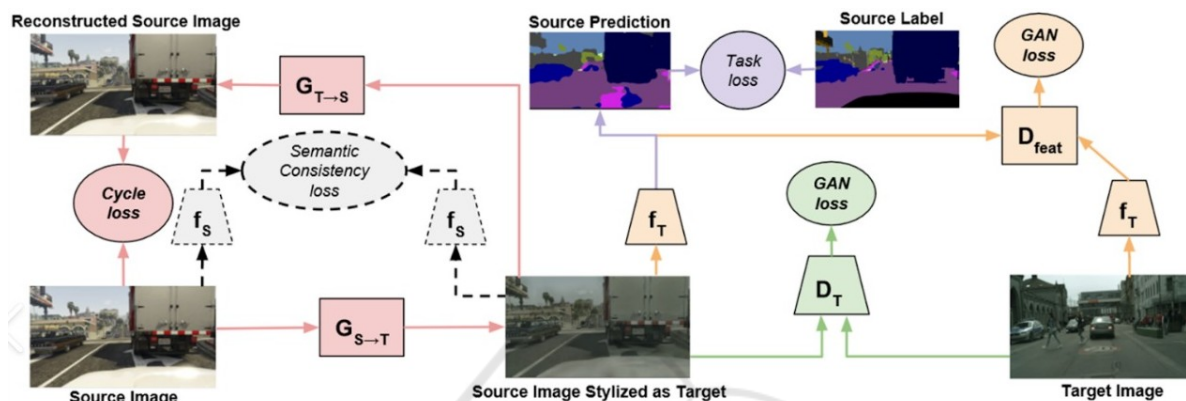 Reconstructed Source Image
Source Prediction
Source Label
GAN
loss
Task
loss
G T→S
D feat
Semantic
Consistency
loss
Cycle
loss
GAN
loss
f S
f S
f T
f T
D T
G S→T
Source Image
Source Image Stylized as Target
Target Image